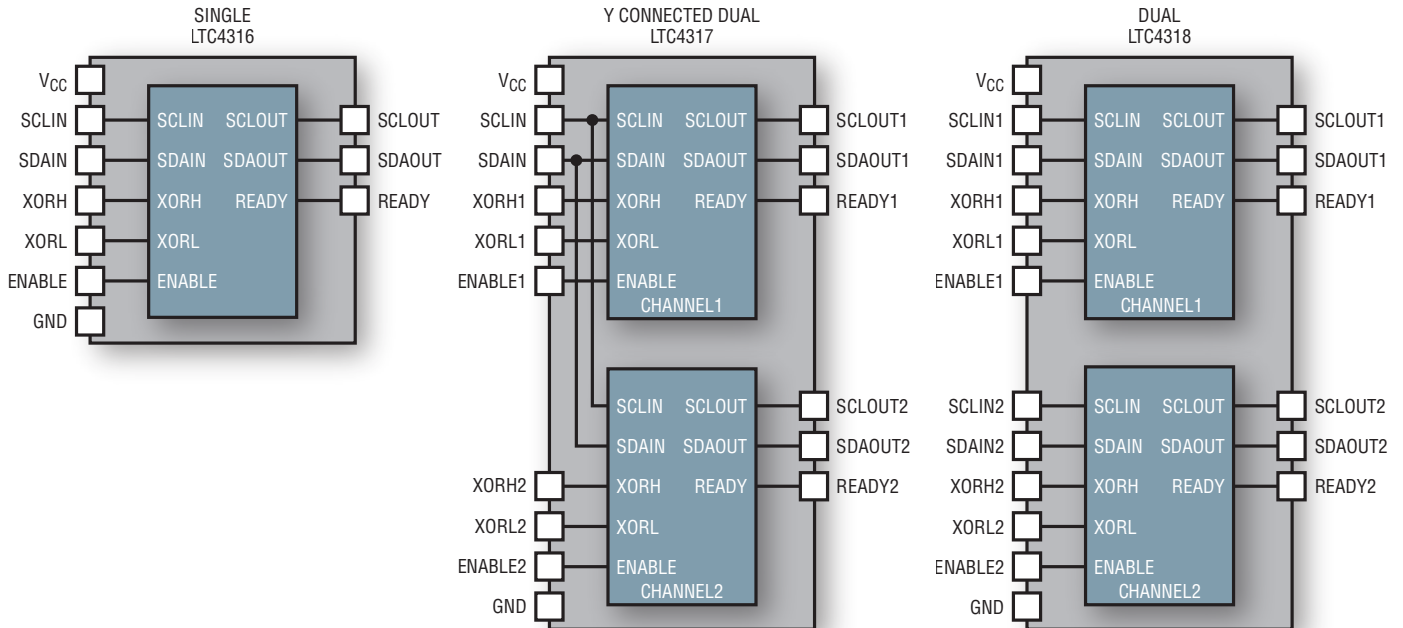 SINGLE
LTC4316
VCC
SCLIN
SDAIN
XORH
XORL
ENABLE
GND
SCLIN SCLOUT
SDAIN SDAOUT
XORH READY
XORL
ENABLE
SCLOUT
SDAOUT
READY
Y CONNECTED DUAL
LTC4317
VCC
SCLIN
SDAIN
XORH1
XORL1
ENABLE1
SCLIN SCLOUT
SDAIN SDAOUT
XORH READY
XORL
ENABLE
CHANNEL1
SCLOUT1
SDAOUT1
READY1
XORH2
XORL2
ENABLE2
GND
SCLIN SCLOUT
SDAIN SDAOUT
XORH READY
XORL
ENABLE
CHANNEL2
SCLOUT2
SDAOUT2
READY2
DUAL
LTC4318
VCC
SCLIN1
SDAIN1
XORH1
XORL1
ENABLE1
SCLIN SCLOUT
SDAIN SDAOUT
XORH READY
XORL
ENABLE
CHANNEL1
SCLOUT1
SDAOUT1
READY1
SCLIN2
SDAIN2
XORH2
XORL2
ENABLE2
GND
SCLIN SCLOUT
SDAIN SDAOUT
XORH READY
XORL
ENABLE
CHANNEL2
SCLOUT2
SDAOUT2
READY2